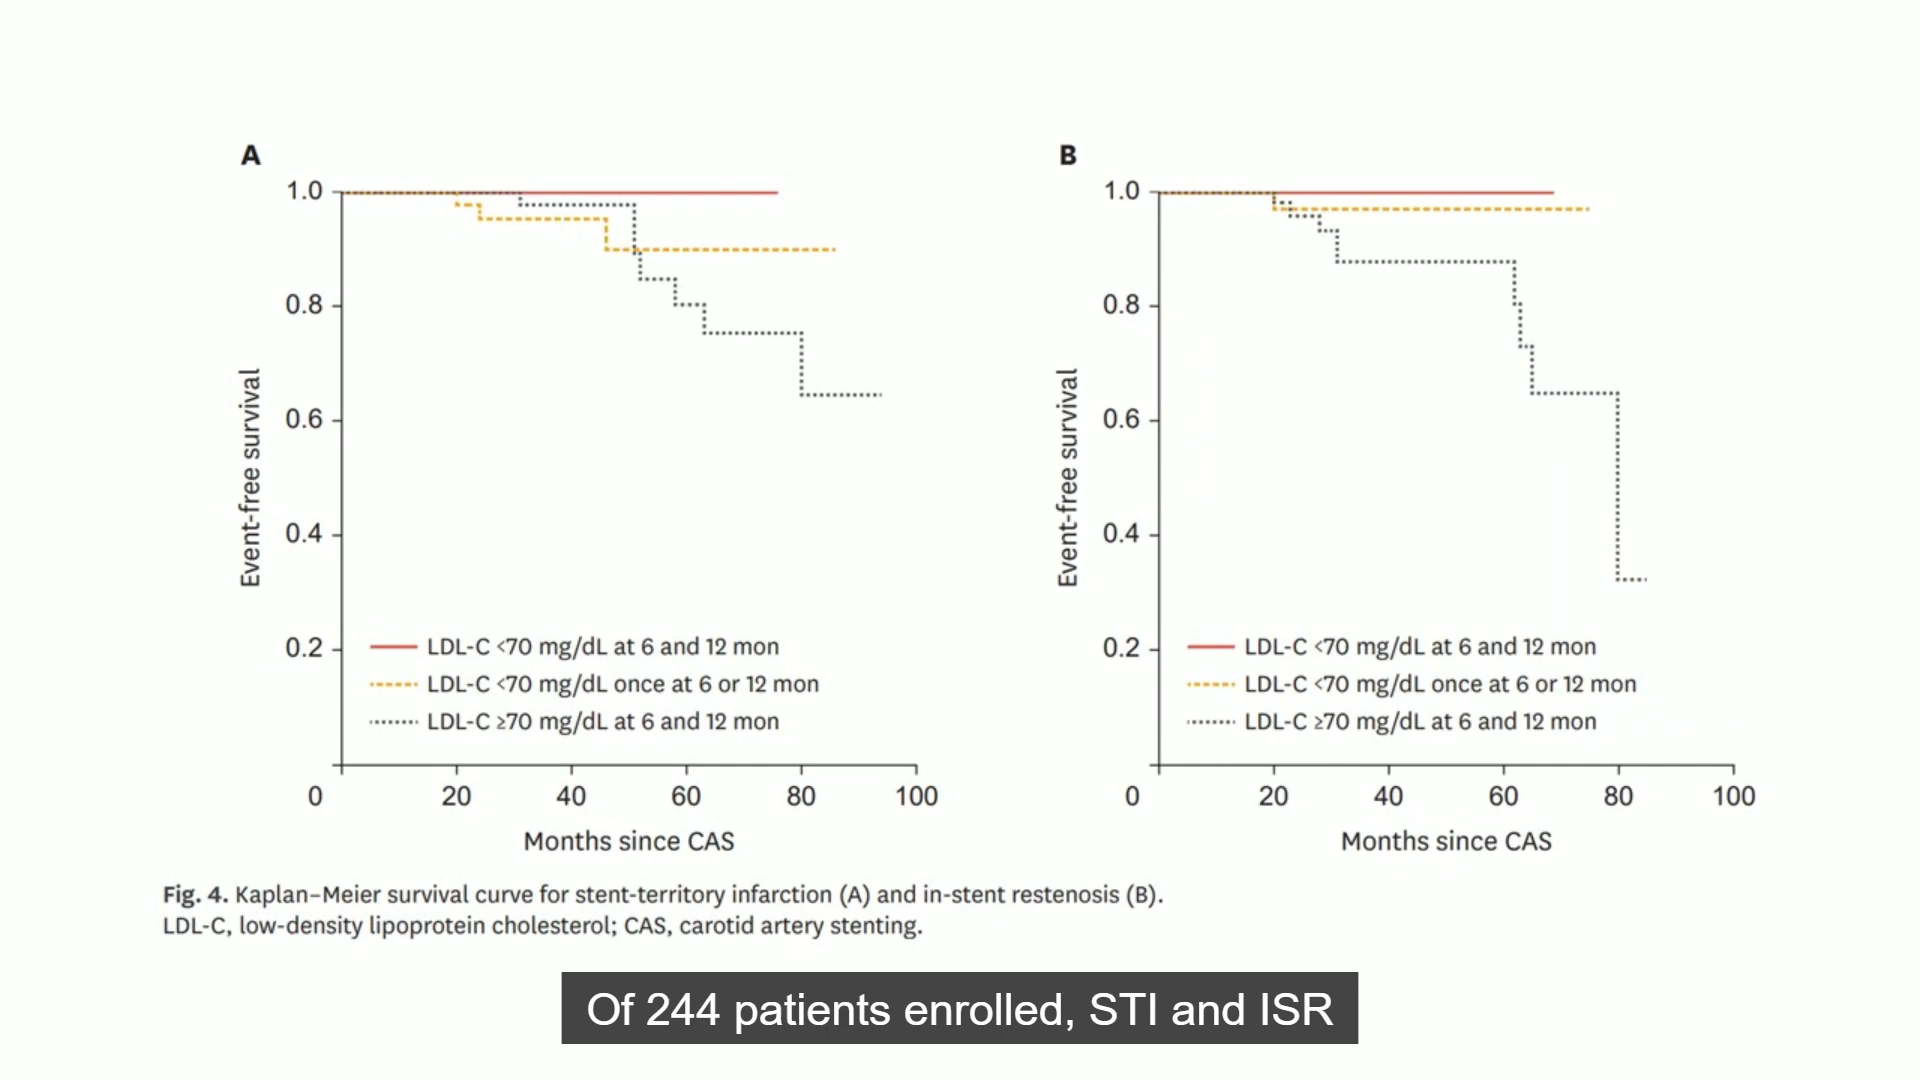 A
1.0
0.8
0.6
0.4
0.2
0
20
40
60
80
100
Event-free survival
Months since CAS
LDL-C <70 mg/dL at 6 and 12 mon
LDL-C <70 mg/dL once at 6 or 12 mon
LDL-C ≥70 mg/dL at 6 and 12 mon
B
1.0
0.8
0.6
0.4
0.2
0
20
40
60
80
100
Event-free survival
Months since CAS
LDL-C <70 mg/dL at 6 and 12 mon
LDL-C <70 mg/dL once at 6 or 12 mon
LDL-C ≥70 mg/dL at 6 and 12 mon
Fig. 4. Kaplan–Meier survival curve for stent-territory infarction (A) and in-stent restenosis (B).
LDL-C, low-density lipoprotein cholesterol; CAS, carotid artery stenting.
Of 244 patients enrolled, STI and ISR